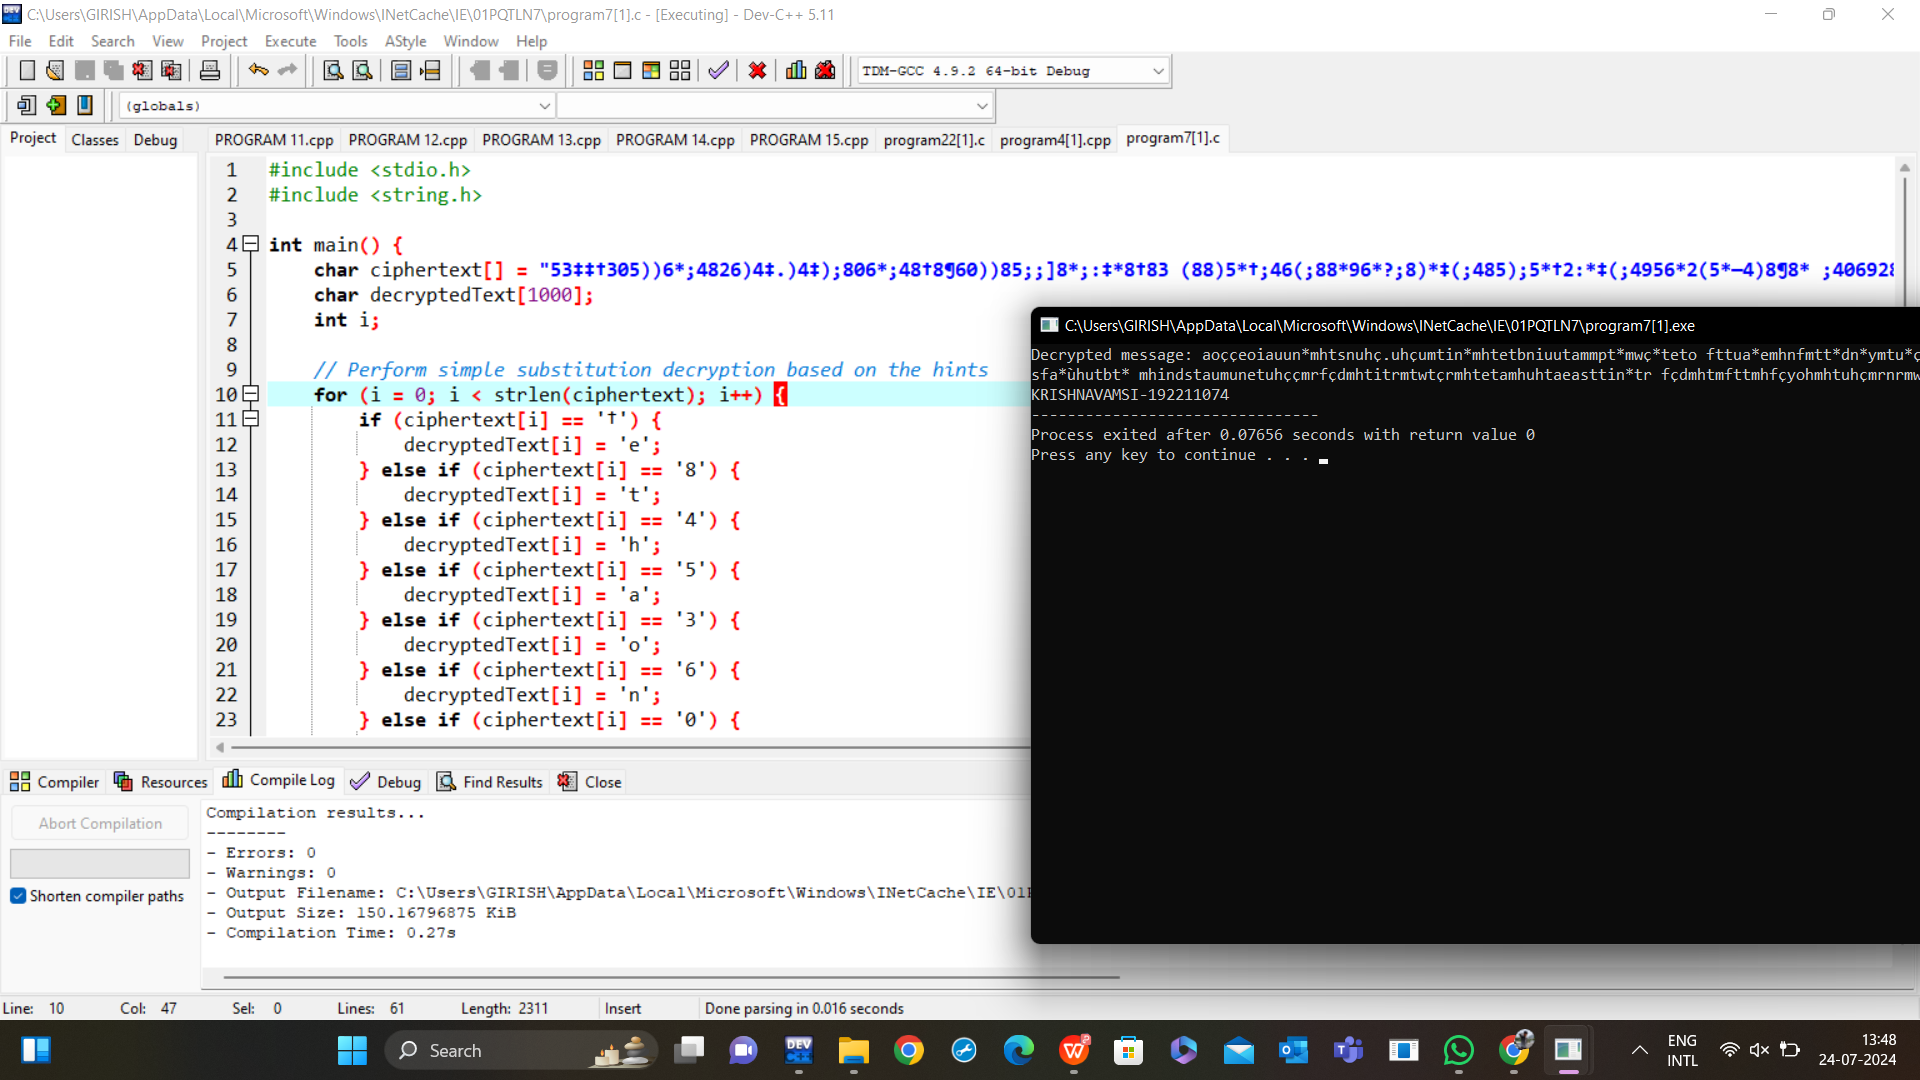 C:\Users\GIRISH\AppData\Local\Microsoft\Windows\INetCache\IE\01PQTLN7\program7[1].c - [Executing] - Dev-C++ 5.11
File Edit Search View Project Execute Tools AStyle Window Help
TDM-GCC 4.9.2 64-bit Debug
(globals)
Project Classes Debug
PROGRAM 11.cpp PROGRAM 12.cpp PROGRAM 13.cpp PROGRAM 14.cpp PROGRAM 15.cpp program22[1].c program4[1].cpp program7[1].c
1 #include <stdio.h>
2 #include <string.h>
3
4 int main() {
5 char ciphertext[] = "53‡‡†305))6*;4826)4‡.)4‡);806*;48†8¶60))85;;]8*;:‡*8†83 (88)5*†;46(;88*96*?;8)*‡(;485);5*†2:*‡(;4956*2(5*—4)8¶8* ;406928
6 char decryptedText[1000];
7 int i;
8
9 // Perform simple substitution decryption based on the hints
10 for (i = 0; i < strlen(ciphertext); i++) {
11 if (ciphertext[i] == '†') {
12 decryptedText[i] = 'e';
13 } else if (ciphertext[i] == '8') {
14 decryptedText[i] = 't';
15 } else if (ciphertext[i] == '4') {
16 decryptedText[i] = 'h';
17 } else if (ciphertext[i] == '5') {
18 decryptedText[i] = 'a';
19 } else if (ciphertext[i] == '3') {
20 decryptedText[i] = 'o';
21 } else if (ciphertext[i] == '6') {
22 decryptedText[i] = 'n';
23 } else if (ciphertext[i] == '0') {
C:\Users\GIRISH\AppData\Local\Microsoft\Windows\INetCache\IE\01PQTLN7\program7[1].exe
Decrypted message: aoççeoiauun*mhtsnuhç.uhçumtin*mhtetbniuutammpt*mwç*teto fttua*emhnfmtt*dn*ymtu*ç
sfa*ùhutbt* mhindstaumunetuhççmrfçdmhtitrmtwtçrmhtetamhuhtaeasttin*tr fçdmhtmfttmhfçyohmhtuhçmrnrmw
KRISHNAVAMSI-192211074
--------------------------------
Process exited after 0.07656 seconds with return value 0
Press any key to continue . . .
Compiler Resources Compile Log Debug Find Results Close
Abort Compilation
Shorten compiler paths
Compilation results...
--------
- Errors: 0
- Warnings: 0
- Output Filename: C:\Users\GIRISH\AppData\Local\Microsoft\Windows\INetCache\IE\01P
- Output Size: 150.16796875 KiB
- Compilation Time: 0.27s
Line: 10 Col: 47 Sel: 0 Lines: 61 Length: 2311 Insert Done parsing in 0.016 seconds
Search
ENG
INTL
13:48
24-07-2024